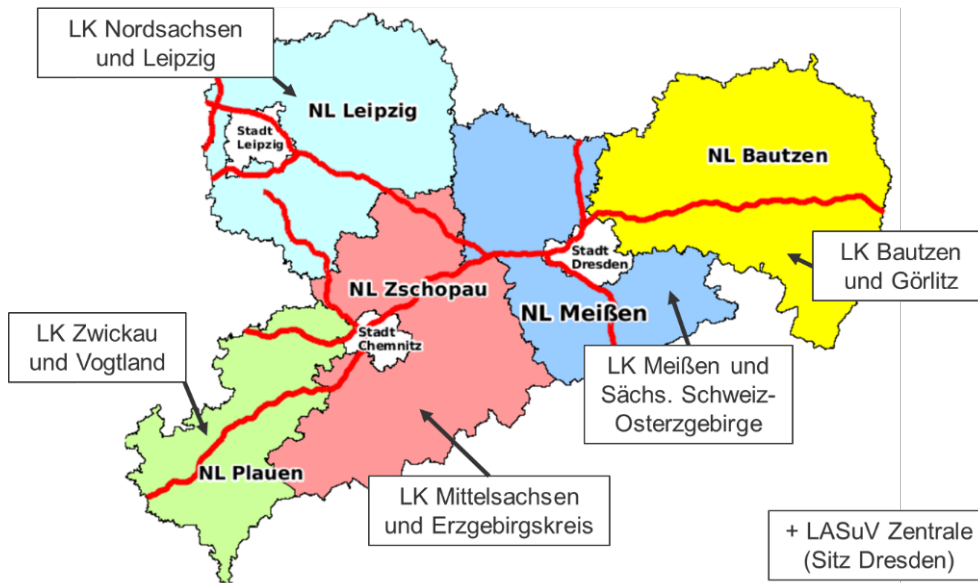 LK Nordsachsen
und Leipzig
NL Leipzig
Stadt
Leipzig
NL Bautzen
Stadt
Dresden
LK Bautzen
und Görlitz
NL Zschopau
NL Meißen
Stadt
Chemnitz
LK Zwickau
und Vogtland
LK Meißen und
Sächs. Schweiz-
Osterzgebirge
NL Plauen
LK Mittelsachsen
und Erzgebirgskreis
+ LASuV Zentrale
(Sitz Dresden)